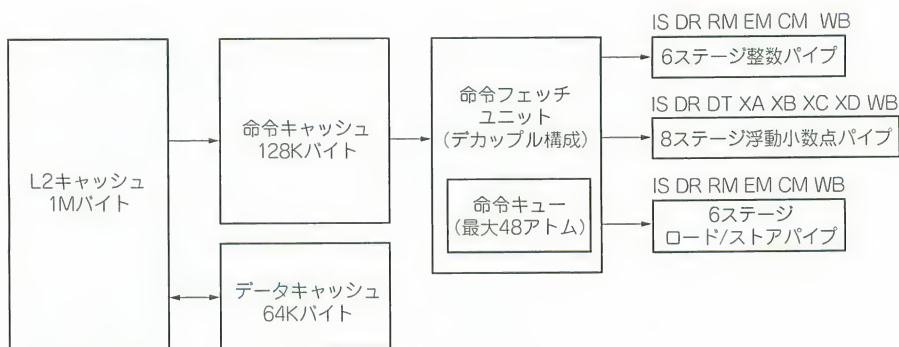 L2キャッシュ
1Mバイト
命令キャッシュ
128Kバイト
データキャッシュ
64Kバイト
命令フェッチ
ユニット
(デカップル構成)
命令キュー
(最大48アトム)
IS DR RM EM CM WB
6ステージ整数パイプ
IS DR DT XA XB XC XD WB
8ステージ浮動小数点パイプ
IS DR RM EM CM WB
6ステージ
ロード/ストアパイプ